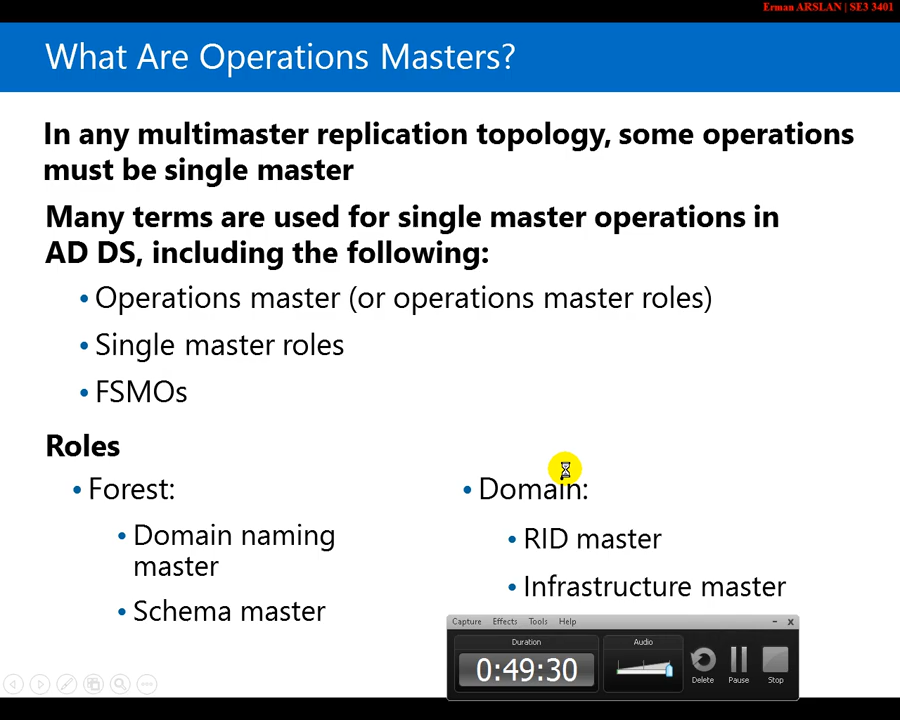 Erman ARSLAN | SE3 3401
What Are Operations Masters?
In any multimaster replication topology, some operations
must be single master
Many terms are used for single master operations in
AD DS, including the following:
• Operations master (or operations master roles)
• Single master roles
• FSMOs
Roles
• Forest:
• Domain naming
master
• Schema master
• Domain:
• RID master
• Infrastructure master
Capture Effects Tools Help
Duration
0:49:30
Audio
Delete
Pause
Stop